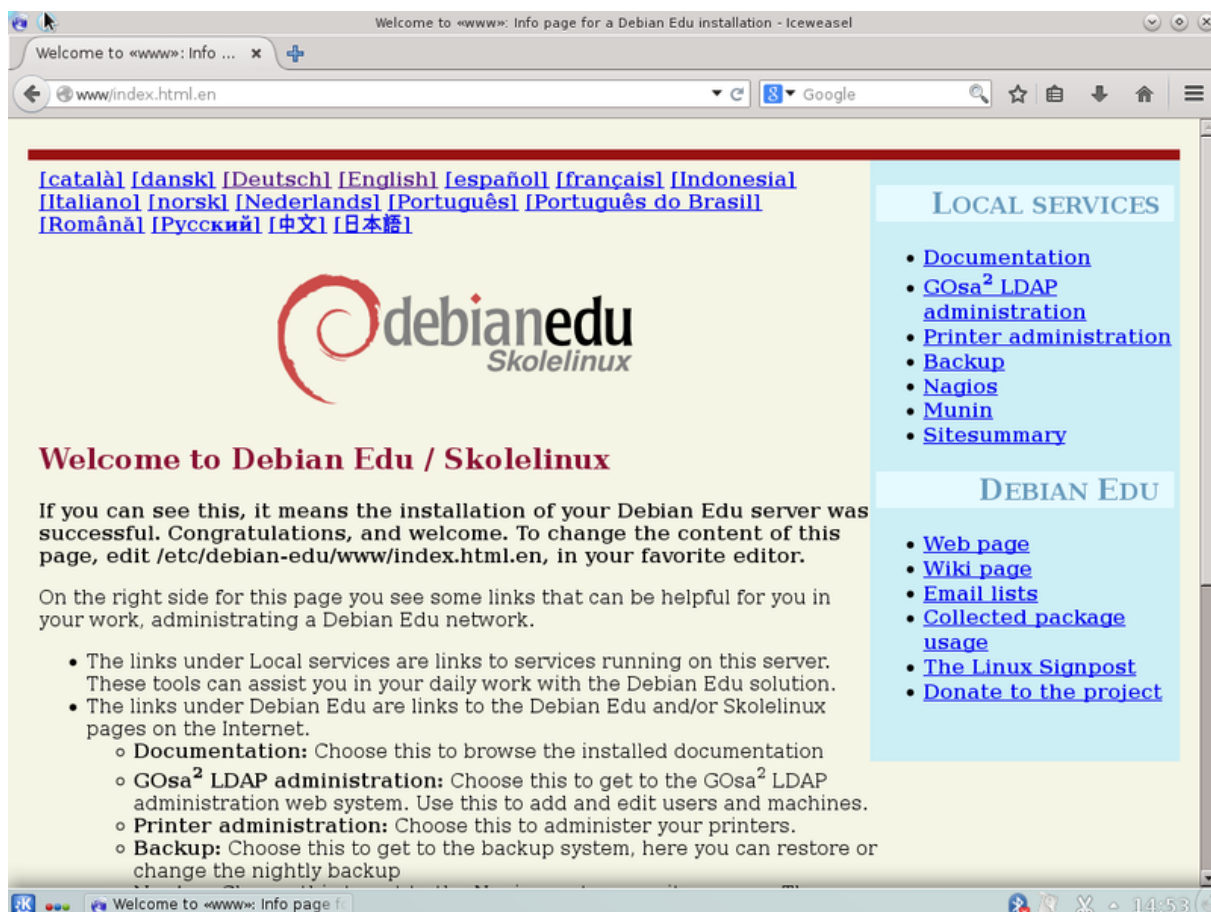 Welcome to «www»: Info page for a Debian Edu installation - Iceweasel
Welcome to «www»: Info ...
www/index.html.en
Google
[català] [dansk] [Deutsch] [English] [español] [français] [Indonesia]
[Italiano] [norsk] [Nederlands] [Português] [Português do Brasil]
[Română] [Русский] [中文] [日本語]
debianedu
Skolelinux
Welcome to Debian Edu / Skolelinux
If you can see this, it means the installation of your Debian Edu server was
successful. Congratulations, and welcome. To change the content of this
page, edit /etc/debian-edu/www/index.html.en, in your favorite editor.
On the right side for this page you see some links that can be helpful for you in
your work, administrating a Debian Edu network.
• The links under Local services are links to services running on this server.
These tools can assist you in your daily work with the Debian Edu solution.
• The links under Debian Edu are links to the Debian Edu and/or Skolelinux
pages on the Internet.
◦ Documentation: Choose this to browse the installed documentation
◦ GOsa² LDAP administration: Choose this to get to the GOsa² LDAP
administration web system. Use this to add and edit users and machines.
◦ Printer administration: Choose this to administer your printers.
◦ Backup: Choose this to get to the backup system, here you can restore or
change the nightly backup
LOCAL SERVICES
• Documentation
• GOsa² LDAP
administration
• Printer administration
• Backup
• Nagios
• Munin
• Sitesummary
DEBIAN EDU
• Web page
• Wiki page
• Email lists
• Collected package
usage
• The Linux Signpost
• Donate to the project
Welcome to «www»: Info page f
14:53